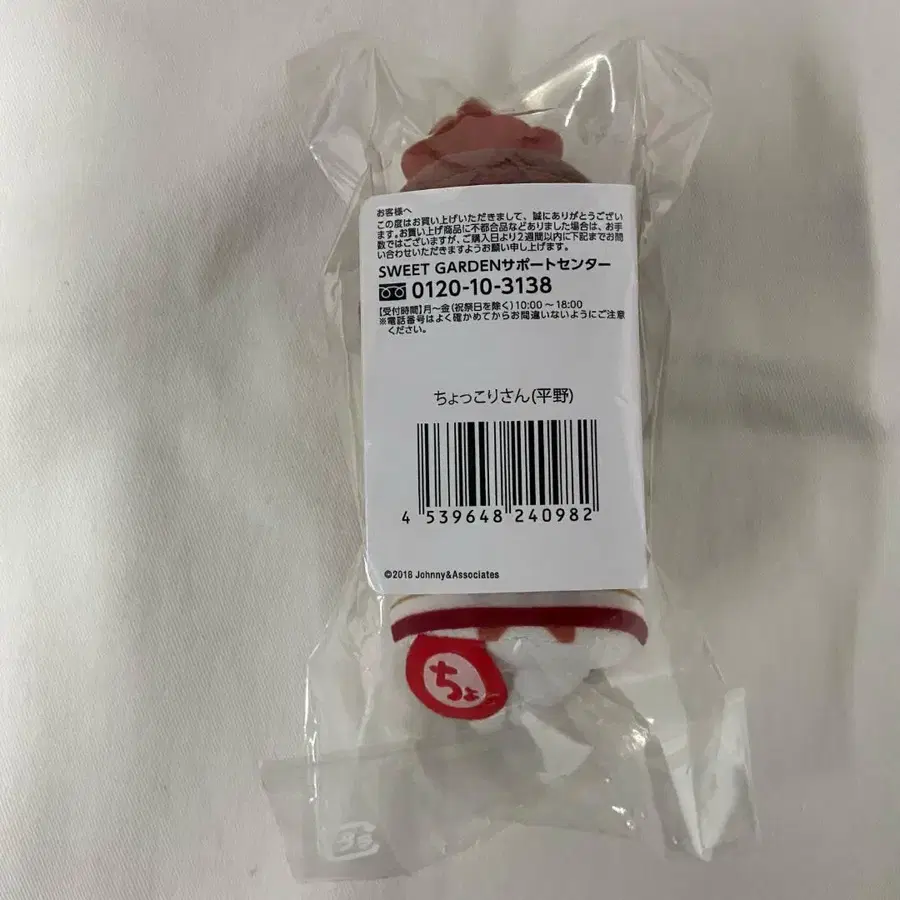 お客様へ
この度はお買い上げいただきまして、誠にありがとうござい
ます。お買い上げ商品に不都合品などありました場合は、お手
数ではございますが、ご購入日より2週間以内に下記までお問
い合わせいただきますようお願い申し上げます。
SWEET GARDENサポートセンター
0120-10-3138
【受付時間】月～金(祝祭日を除く)10:00～18:00
※電話番号はよく確かめてからお間違いないようにご注意
ください。
ちょっこりさん(平野)
4 539648 240982
©2018 Johnny&Associates
ちょ
プラ